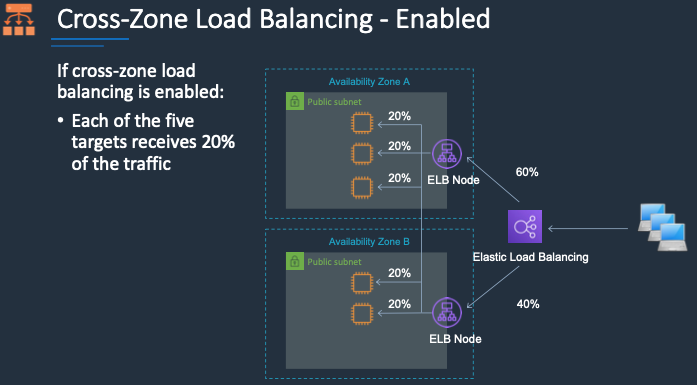 Cross-Zone Load Balancing - Enabled
If cross-zone load
balancing is enabled:
• Each of the five
targets receives 20%
of the traffic
Availability Zone A
Public subnet
20%
20%
20%
ELB Node
60%
Elastic Load Balancing
40%
Availability Zone B
Public subnet
20%
20%
ELB Node